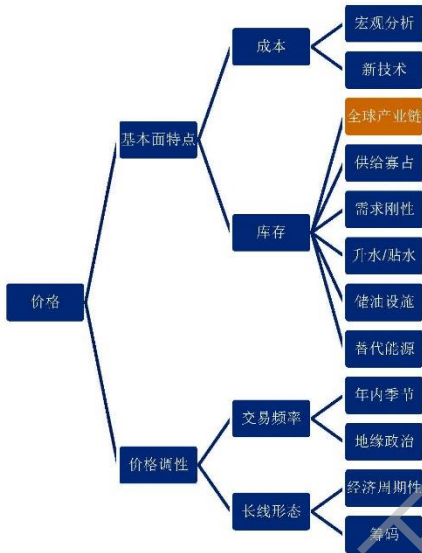 宏观分析
成本
新技术
全球产业链
基本面特点
供给寡占
需求刚性
库存
升水/贴水
储油设施
价格
替代能源
年内季节
交易频率
地缘政治
价格调性
经济周期性
长线形态
筹码